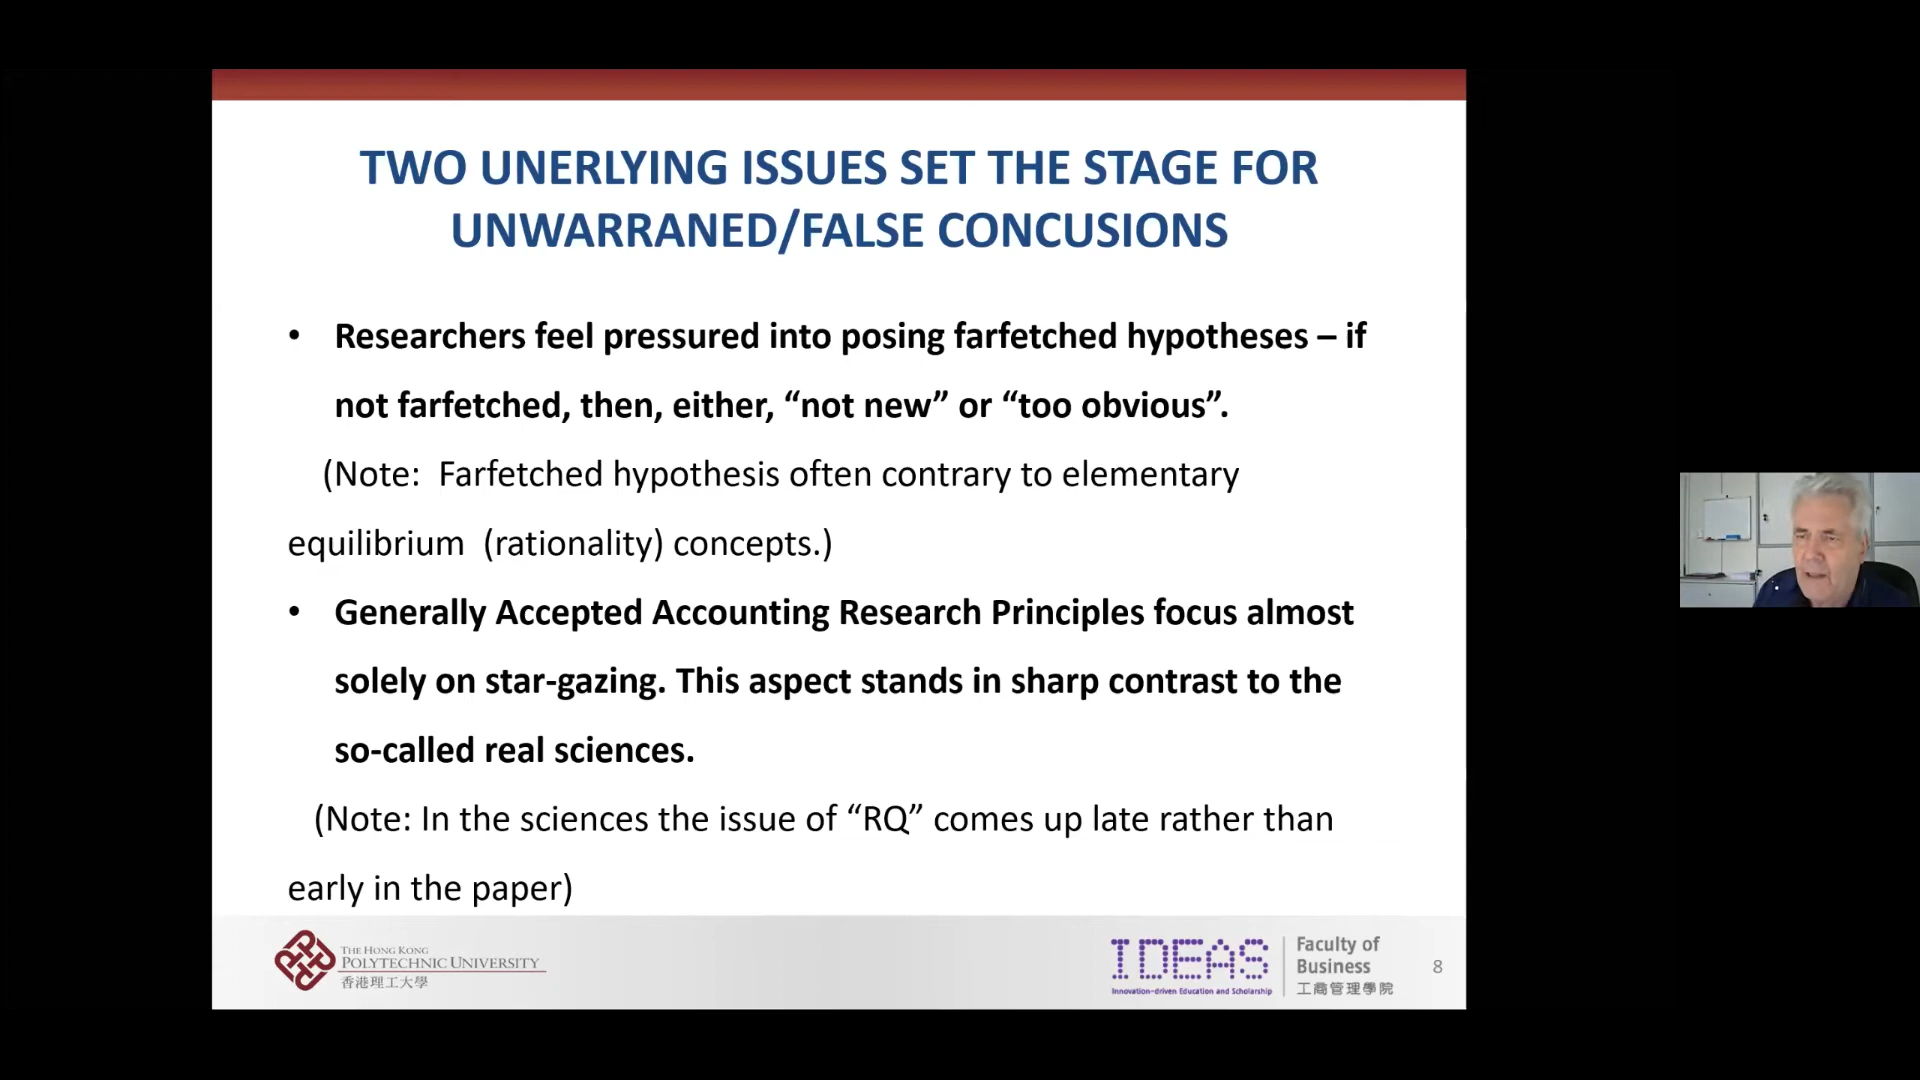 TWO UNERLYING ISSUES SET THE STAGE FOR
UNWARRANED/FALSE CONCUSIONS
• Researchers feel pressured into posing farfetched hypotheses – if
not farfetched, then, either, “not new” or “too obvious”.
(Note: Farfetched hypothesis often contrary to elementary
equilibrium (rationality) concepts.)
• Generally Accepted Accounting Research Principles focus almost
solely on star-gazing. This aspect stands in sharp contrast to the
so-called real sciences.
(Note: In the sciences the issue of “RQ” comes up late rather than
early in the paper)
THE HONG KONG
POLYTECHNIC UNIVERSITY
香港理工大學
IDEAS
Innovation-driven Education and Scholarship
Faculty of
Business
工商管理學院
8